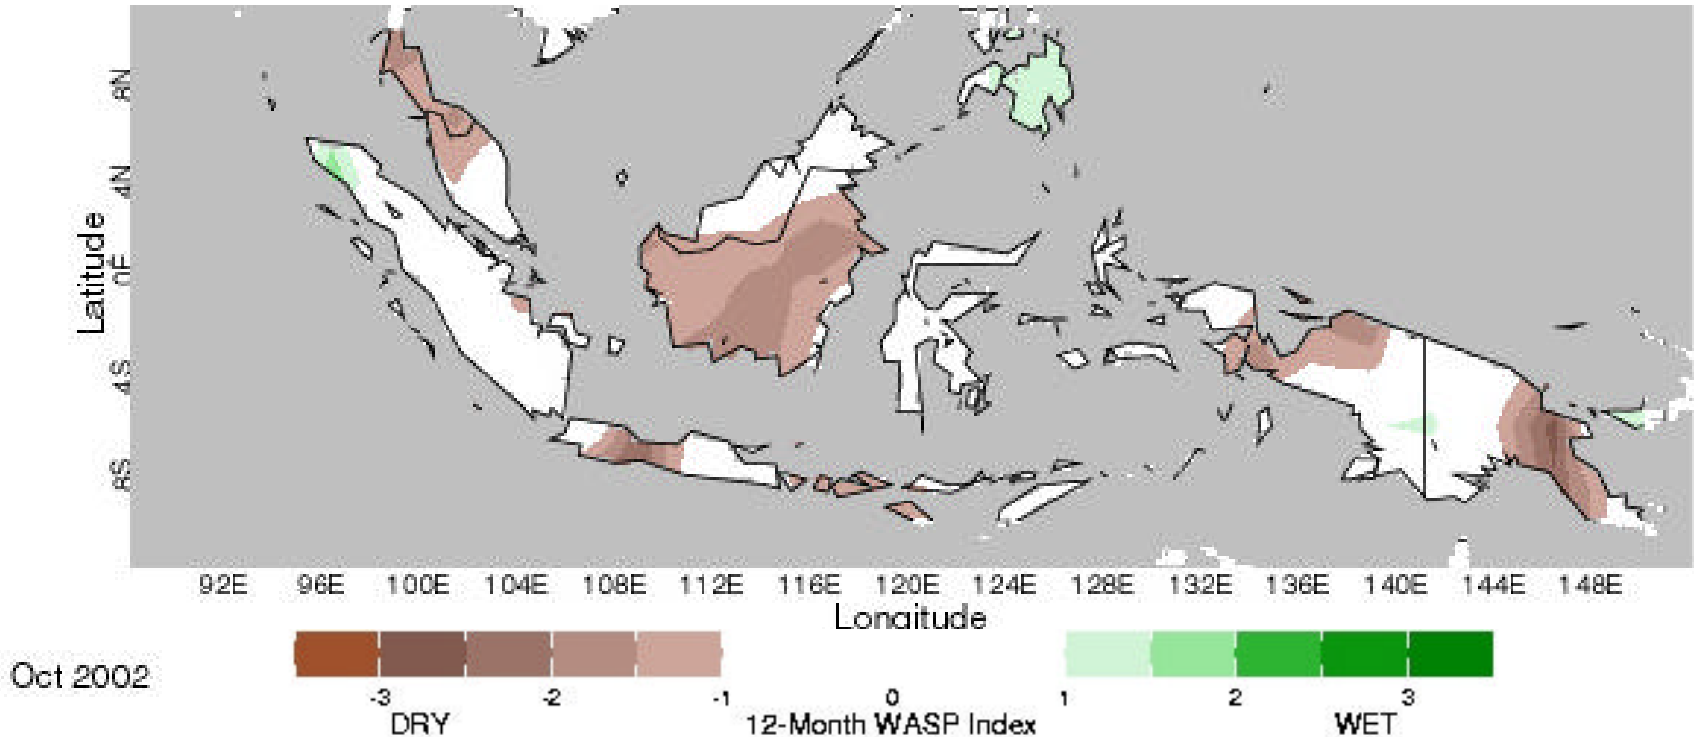 Latitude
8N
4N
0E
4S
8S
92E 96E 100E 104E 108E 112E 116E 120E 124E 128E 132E 136E 140E 144E 148E
Longitude
Oct 2002
-3 -2 -1 0 1 2 3
DRY 12-Month WASP Index WET